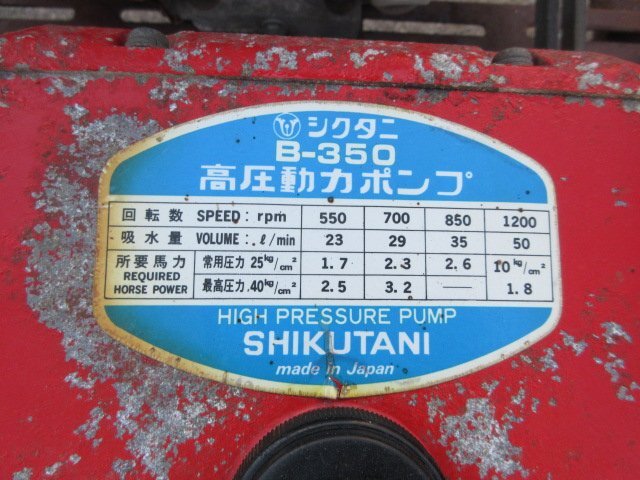 シクタニ
B-350
高圧動力ポンプ
回転数 SPEED: rpm 550 700 850 1200
吸水量 VOLUME: ℓ/min 23 29 35 50
所要馬力 REQUIRED HORSE POWER 常用圧力 25kg/cm² 1.7 2.3 2.6 10kg/cm²
最高圧力 40kg/cm² 2.5 3.2 — 1.8
HIGH PRESSURE PUMP
SHIKUTANI
made in Japan